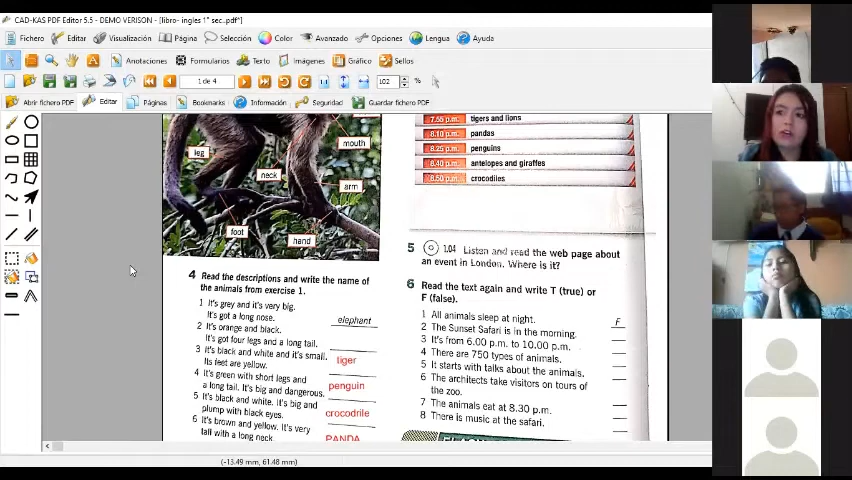 CAD-KAS PDF Editor 5.5 - DEMO VERISON - [libro- ingles 1° sec..pdf*]
Fichero Editar Visualización Página Selección Color Avanzado Opciones Lengua Ayuda
Anotaciones Formularios Texto Imágenes Gráfico Sellos
1 de 4 102 %
Abrir fichero PDF Editar Páginas Bookmarks Información Seguridad Guardar fichero PDF
mouth
leg
neck
arm
foot
hand
4 Read the descriptions and write the name of
the animals from exercise 1.
1 It's grey and it's very big.
It's got a long nose. elephant
2 It's orange and black.
It's got four legs and a long tail.
3 It's black and white and it's small. tiger
Its feet are yellow.
4 It's green with short legs and
a long tail. It's big and dangerous. penguin
5 It's black and white. It's big and
plump with black eyes. crocodrile
6 It's brown and yellow. It's very
tall with a long neck. PANDA
7.55 p.m. tigers and lions
8.10 p.m. pandas
8.25 p.m. penguins
8.40 p.m. antelopes and giraffes
8.50 p.m. crocodiles
5 1.04 Listen and read the web page about
an event in London. Where is it?
6 Read the text again and write T (true) or
F (false).
1 All animals sleep at night. F
2 The Sunset Safari is in the morning.
3 It's from 6.00 p.m. to 10.00 p.m.
4 There are 750 types of animals.
5 It starts with talks about the animals.
6 The architects take visitors on tours of
the zoo.
7 The animals eat at 8.30 p.m.
8 There is music at the safari.
(-13.49 mm, 61.48 mm)